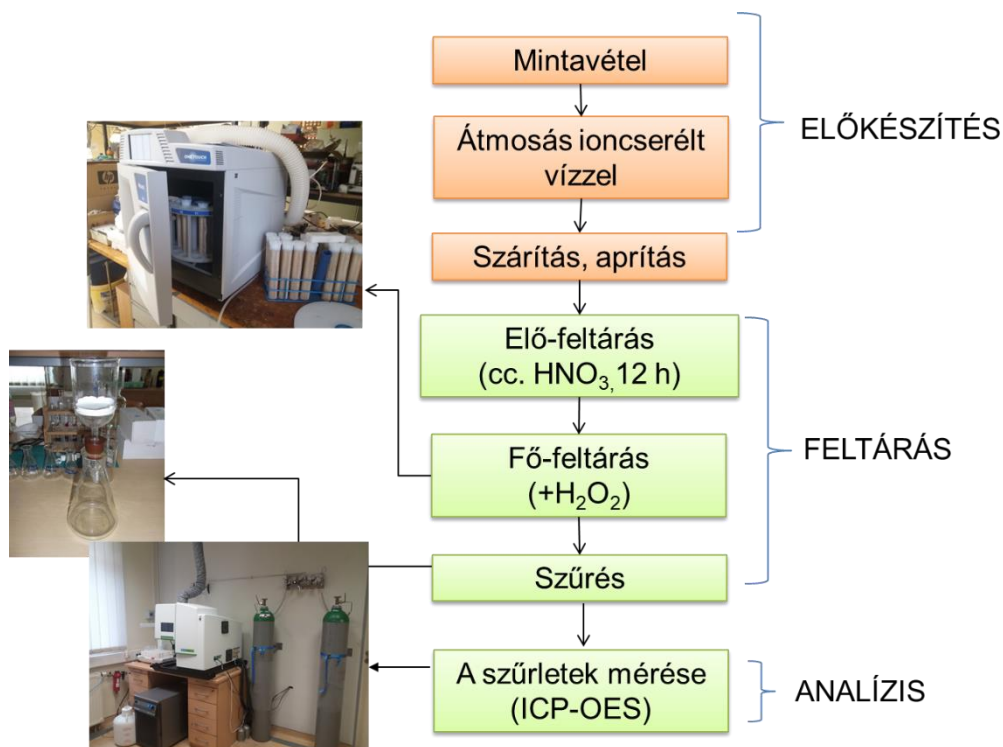 Mintavétel
Átmosás ioncserélt
vízzel
Szárítás, aprítás
ELŐKÉSZÍTÉS
Elő-feltárás
(cc. HNO₃, 12 h)
Fő-feltárás
(+H₂O₂)
Szűrés
FELTÁRÁS
A szűrletek mérése
(ICP-OES)
ANALÍZIS